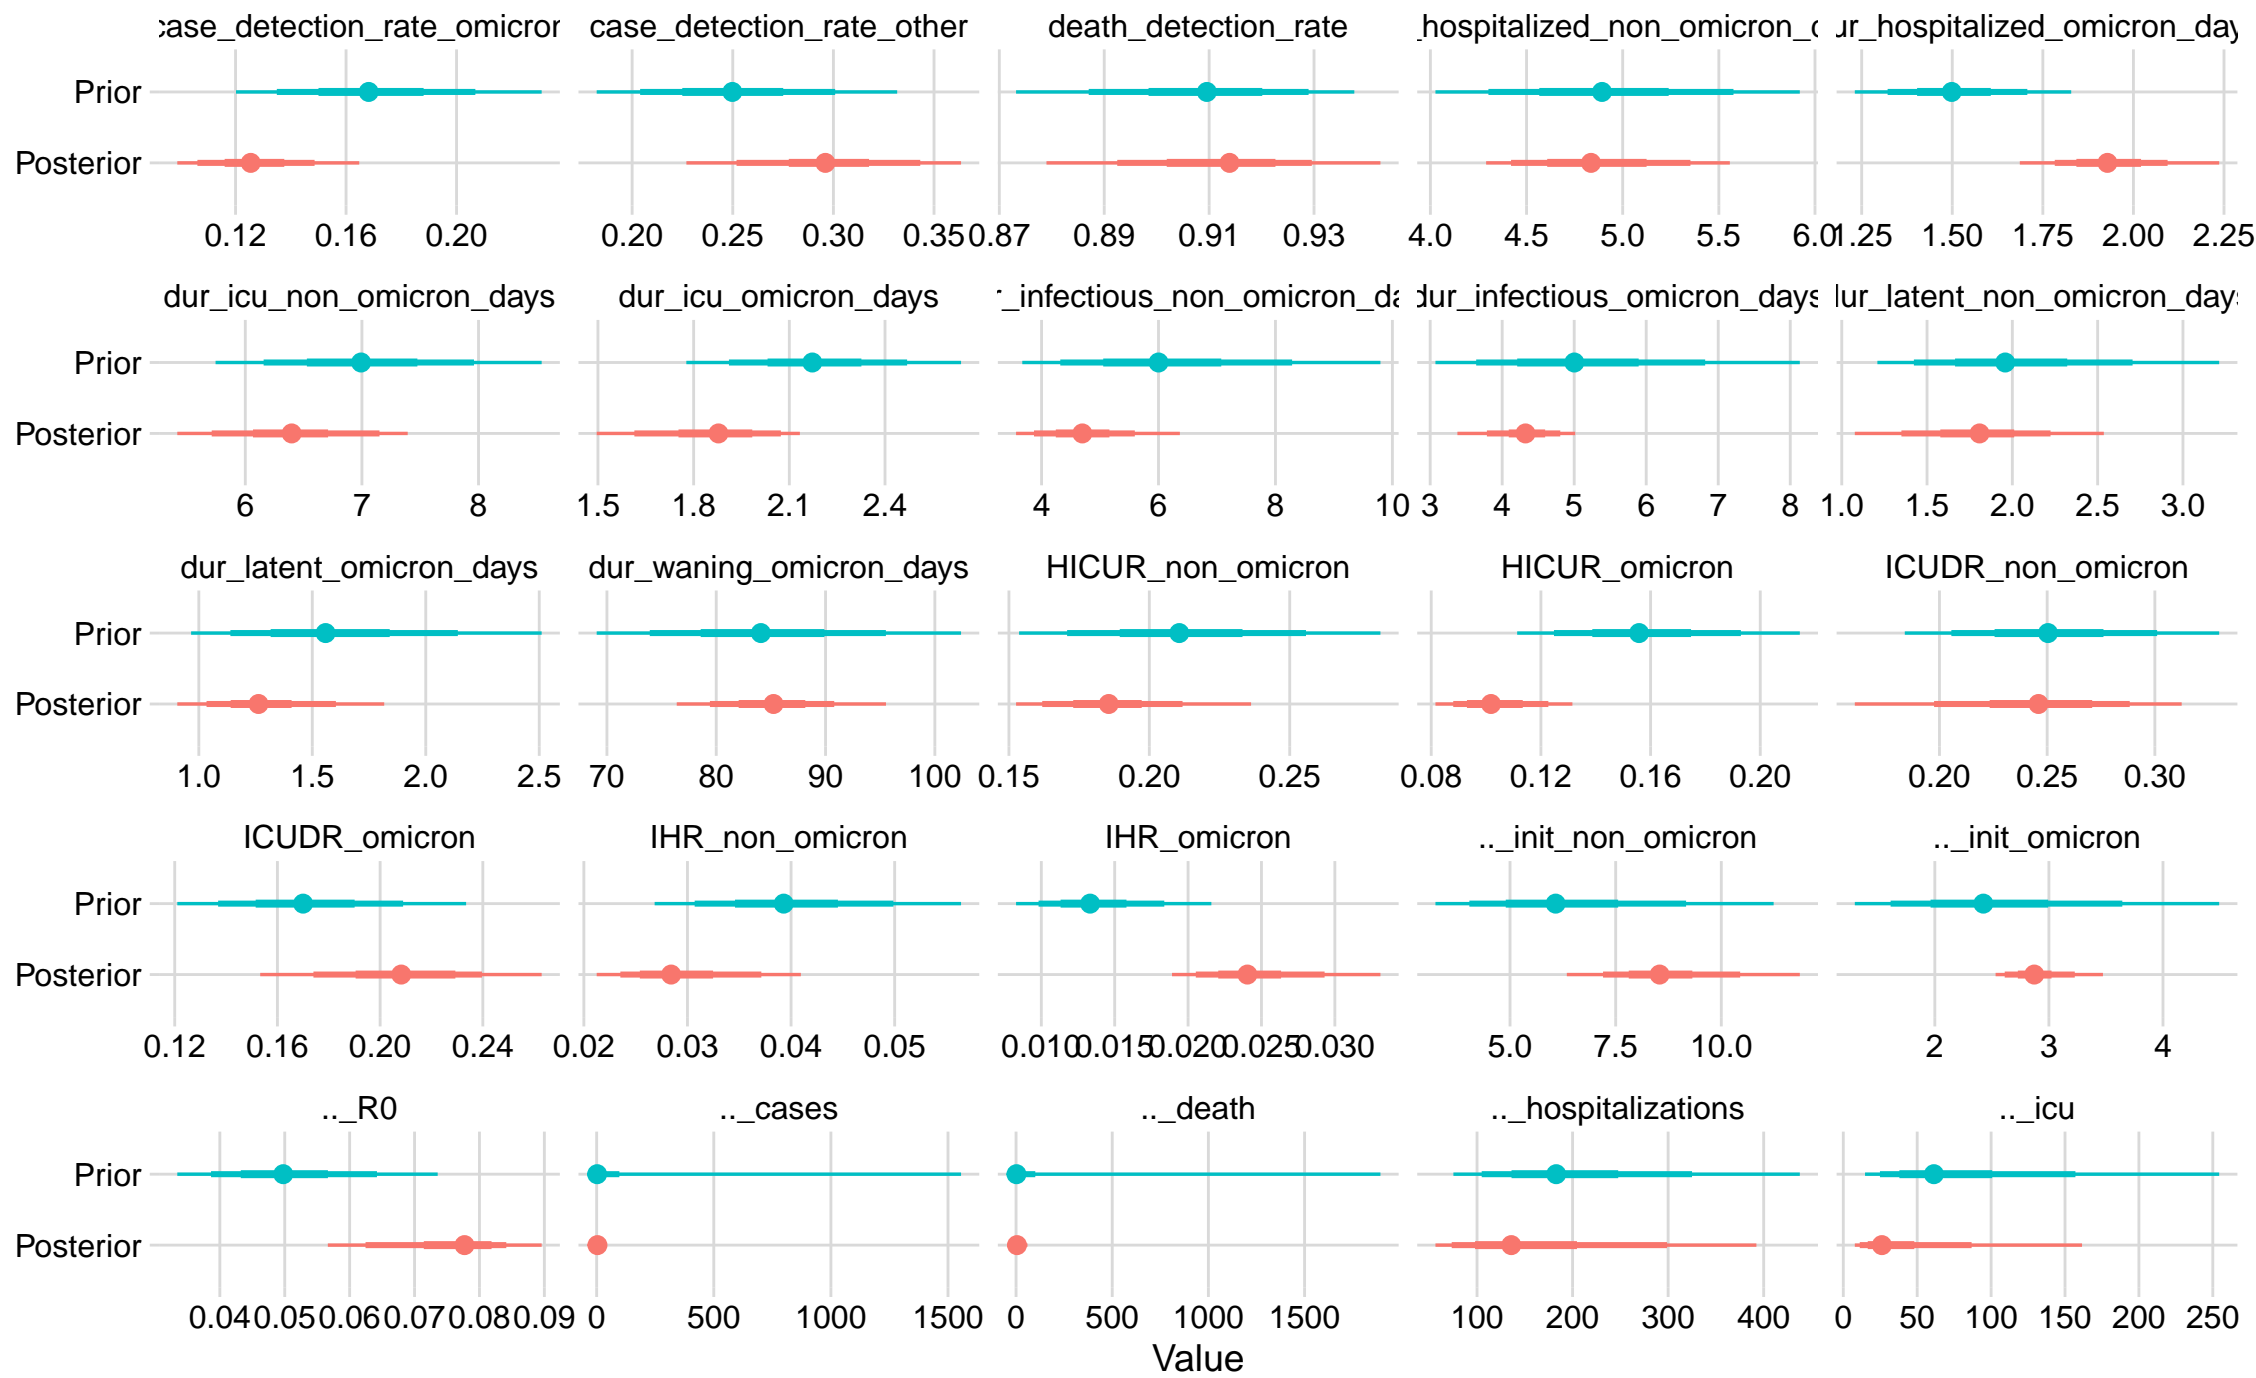 case_detection_rate_omicron case_detection_rate_other death_detection_rate _hospitalized_non_omicron_ ur_hospitalized_omicron_day
Prior
Posterior
0.12 0.16 0.20 0.20 0.25 0.30 0.35 0.87 0.89 0.91 0.93 4.0 4.5 5.0 5.5 6.0 1.25 1.50 1.75 2.00 2.25
dur_icu_non_omicron_days dur_icu_omicron_days r_infectious_non_omicron_da dur_infectious_omicron_days dur_latent_non_omicron_days
Prior
Posterior
6 7 8 1.5 1.8 2.1 2.4 4 6 8 10 3 4 5 6 7 8 1.0 1.5 2.0 2.5 3.0
dur_latent_omicron_days dur_waning_omicron_days HICUR_non_omicron HICUR_omicron ICUDR_non_omicron
Prior
Posterior
1.0 1.5 2.0 2.5 70 80 90 100 0.15 0.20 0.25 0.08 0.12 0.16 0.20 0.20 0.25 0.30
ICUDR_omicron IHR_non_omicron IHR_omicron .._init_non_omicron .._init_omicron
Prior
Posterior
0.12 0.16 0.20 0.24 0.02 0.03 0.04 0.05 0.010 0.015 0.020 0.025 0.030 5.0 7.5 10.0 2 3 4
.._R0 .._cases .._death .._hospitalizations .._icu
Prior
Posterior
0.04 0.05 0.06 0.07 0.08 0.09 0 500 1000 1500 0 500 1000 1500 100 200 300 400 0 50 100 150 200 250
Value